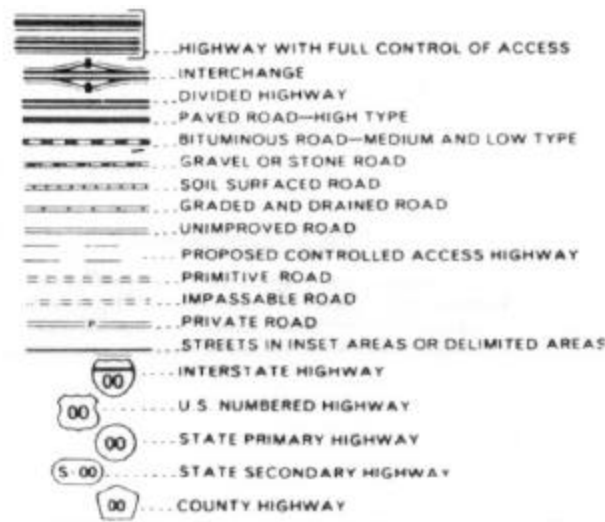 HIGHWAY WITH FULL CONTROL OF ACCESS
INTERCHANGE
DIVIDED HIGHWAY
PAVED ROAD—HIGH TYPE
BITUMINOUS ROAD—MEDIUM AND LOW TYPE
GRAVEL OR STONE ROAD
SOIL SURFACED ROAD
GRADED AND DRAINED ROAD
UNIMPROVED ROAD
PROPOSED CONTROLLED ACCESS HIGHWAY
PRIMITIVE ROAD
IMPASSABLE ROAD
P PRIVATE ROAD
STREETS IN INSET AREAS OR DELIMITED AREAS
00 INTERSTATE HIGHWAY
00 U.S. NUMBERED HIGHWAY
00 STATE PRIMARY HIGHWAY
S-00 STATE SECONDARY HIGHWAY
00 COUNTY HIGHWAY